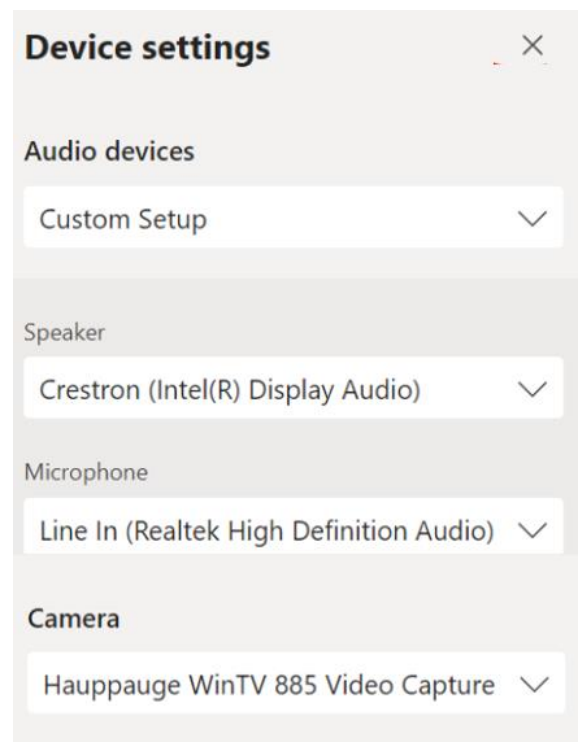 Device settings
Audio devices
Custom Setup
Speaker
Crestron (Intel(R) Display Audio)
Microphone
Line In (Realtek High Definition Audio)
Camera
Hauppauge WinTV 885 Video Capture